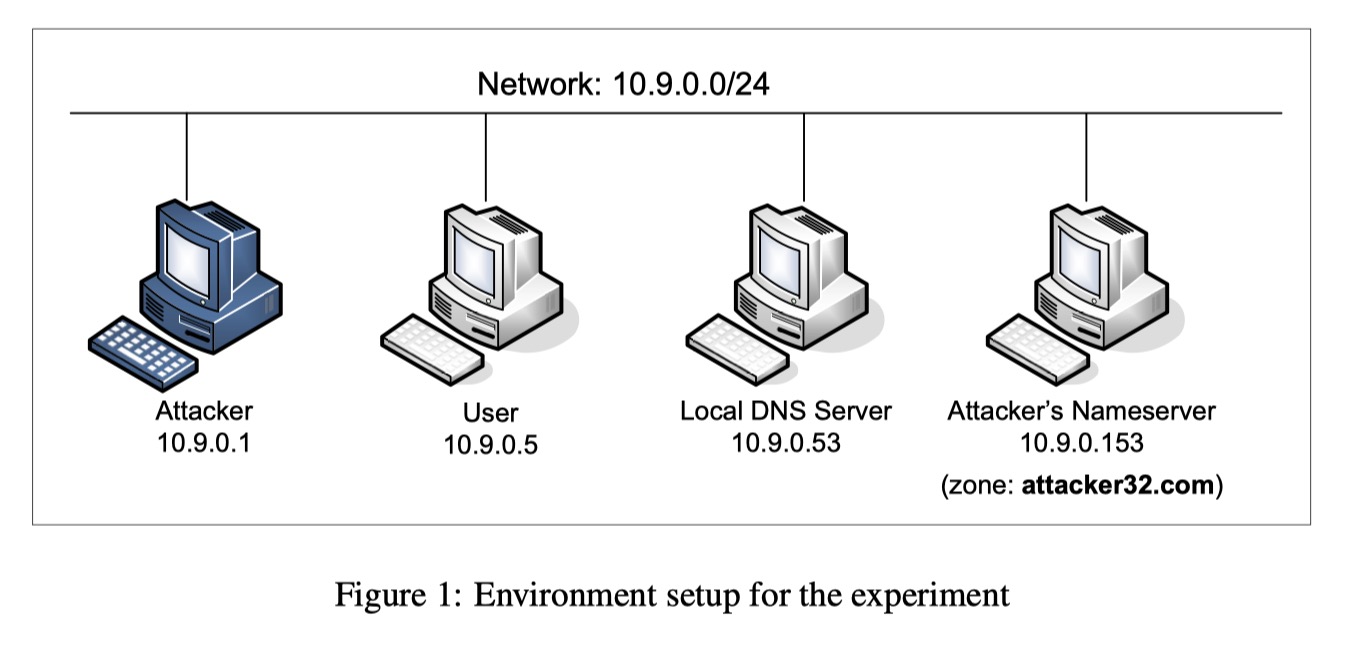 Network: 10.9.0.0/24
Attacker
10.9.0.1
User
10.9.0.5
Local DNS Server
10.9.0.53
Attacker's Nameserver
10.9.0.153
(zone: attacker32.com)
Figure 1: Environment setup for the experiment